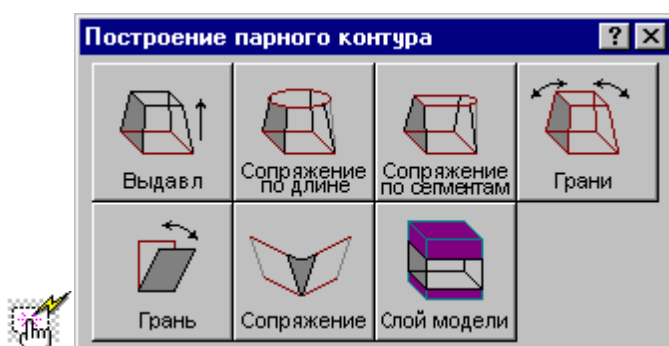 Построение парного контура
Выдавл
Сопряжение
по длине
Сопряжение
по сегментам
Грани
Грань
Сопряжение
Слой модели